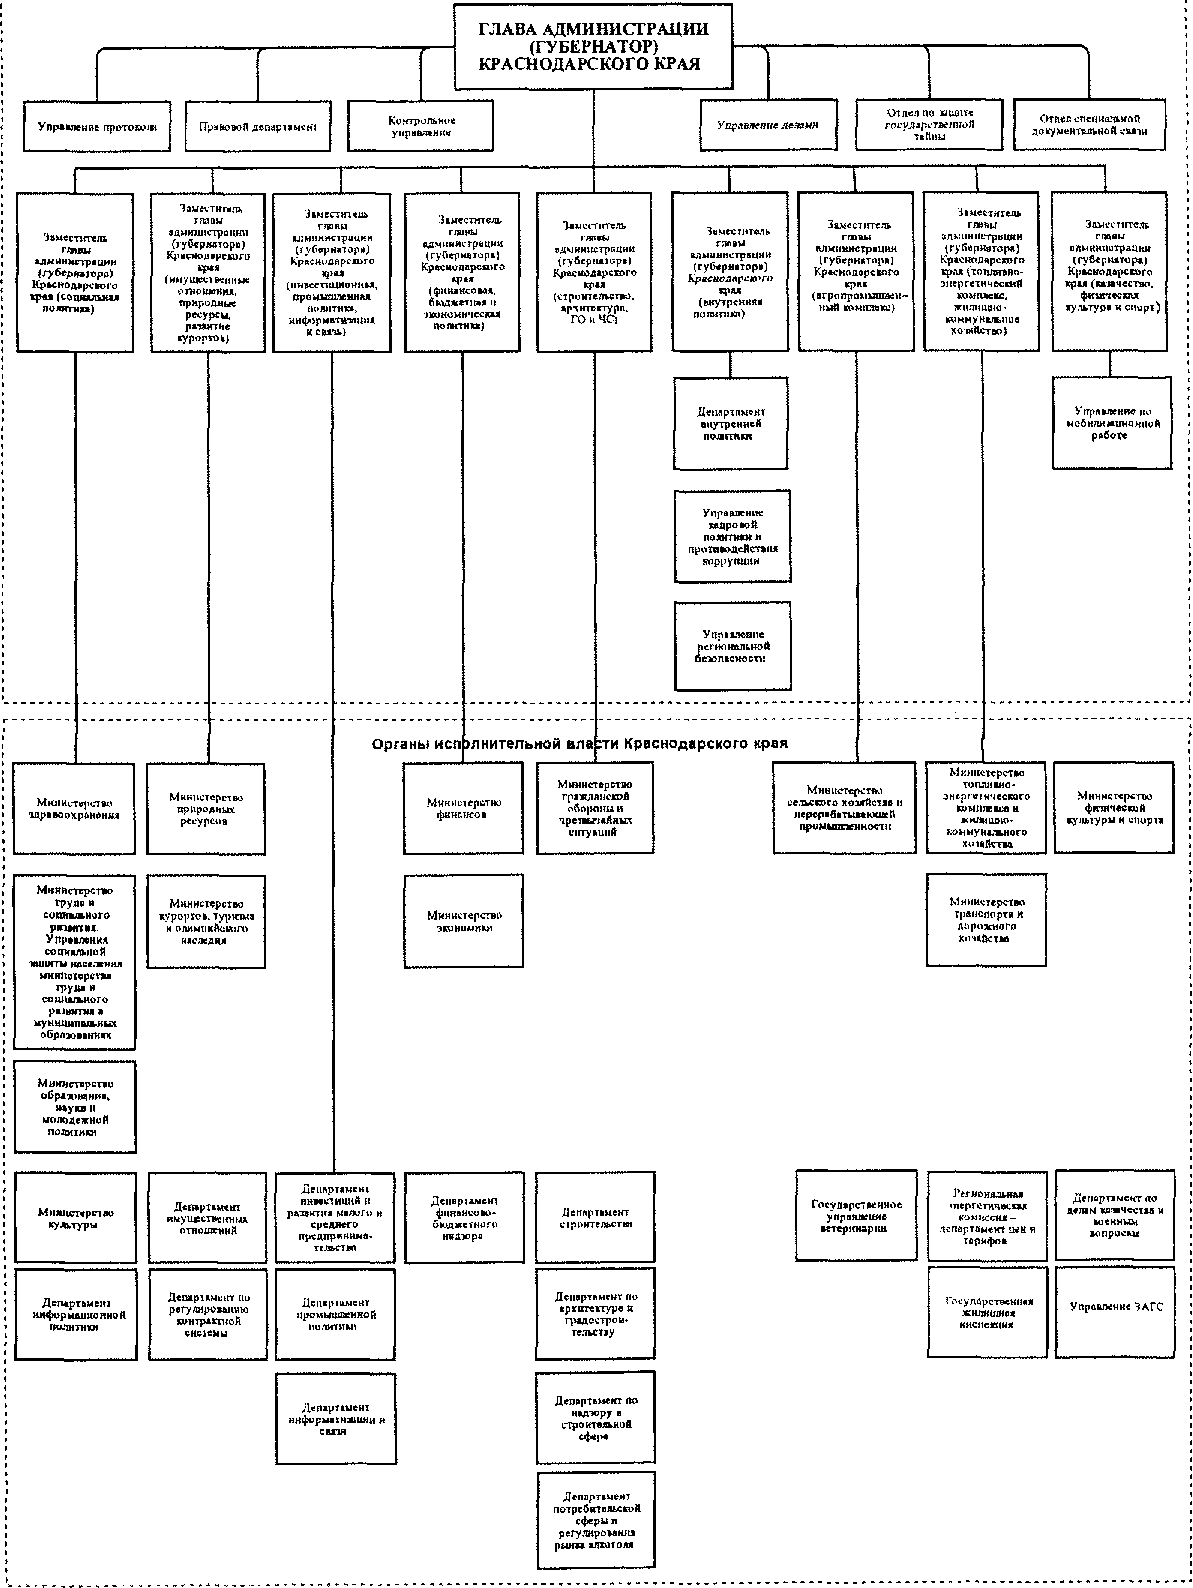 ГЛАВА АДМИНИСТРАЦИИ
(ГУБЕРНАТОР)
КРАСНОДАРСКОГО КРАЯ
Управление протокола
Правовой департамент
Контрольное
управление
Управление делами
Отдел по защите
государственной
тайны
Отдел специальной
документальной связи
Заместитель
главы
администрации
(губернатора)
Краснодарского
края (социальная
политика)
Заместитель
главы
администрации
(губернатора)
Краснодарского
края
(имущественные
отношения,
природные
ресурсы,
развитие
курортов)
Заместитель
главы
администрации
(губернатора)
Краснодарского
края
(инвестиционная,
промышленная
политика,
информатизация
и связь)
Заместитель
главы
администрации
(губернатора)
Краснодарского
края
(финансовая,
бюджетная и
экономическая
политика)
Заместитель
главы
администрации
(губернатора)
Краснодарского
края
(строительство,
архитектура,
ГО и ЧС)
Заместитель
главы
администрации
(губернатора)
Краснодарского
края
(внутренняя
политика)
Заместитель
главы
администрации
(губернатора)
Краснодарского
края
(агропромышлен-
ный комплекс)
Заместитель
главы
администрации
(губернатора)
Краснодарского
края (топливно-
энергетический
комплекс,
жилищно-
коммунальное
хозяйство)
Заместитель
главы
администрации
(губернатора)
Краснодарского
края (казачество,
физическая
культура и спорт)
Департамент
внутренней
политики
Управление по
мобилизационной
работе
Управление
кадровой
политики и
противодействия
коррупции
Управление
региональной
безопасности
Органы исполнительной власти Краснодарского края
Министерство
здравоохранения
Министерство
природных
ресурсов
Министерство
финансов
Министерство
гражданской
обороны и
чрезвычайных
ситуаций
Министерство
сельского хозяйства и
перерабатывающей
промышленности
Министерство
топливно-
энергетического
комплекса и
жилищно-
коммунального
хозяйства
Министерство
физической
культуры и спорта
Министерство
труда и
социального
развития.
Управления
социальной
защиты населения
министерства
труда и
социального
развития в
муниципальных
образованиях
Министерство
курортов, туризма
и олимпийского
наследия
Министерство
экономики
Министерство
транспорта и
дорожного
хозяйства
Министерство
образования,
науки и
молодежной
политики
Министерство
культуры
Департамент
имущественных
отношений
Департамент
инвестиций и
развития малого и
среднего
предпринима-
тельства
Департамент
финансово-
бюджетного
надзора
Департамент
строительства
Государственное
управление
ветеринарии
Региональная
энергетическая
комиссия –
департамент цен и
тарифов
Департамент по
делам казачества и
военным
вопросам
Департамент
информационной
политики
Департамент по
регулированию
контрактной
системы
Департамент
промышленной
политики
Департамент по
архитектуре и
градострои-
тельству
Государственная
жилищная
инспекция
Управление ЗАГС
Департамент
информатизации и
связи
Департамент по
надзору в
строительной
сфере
Департамент
потребительской
сферы и
регулирования
рынка алкоголя